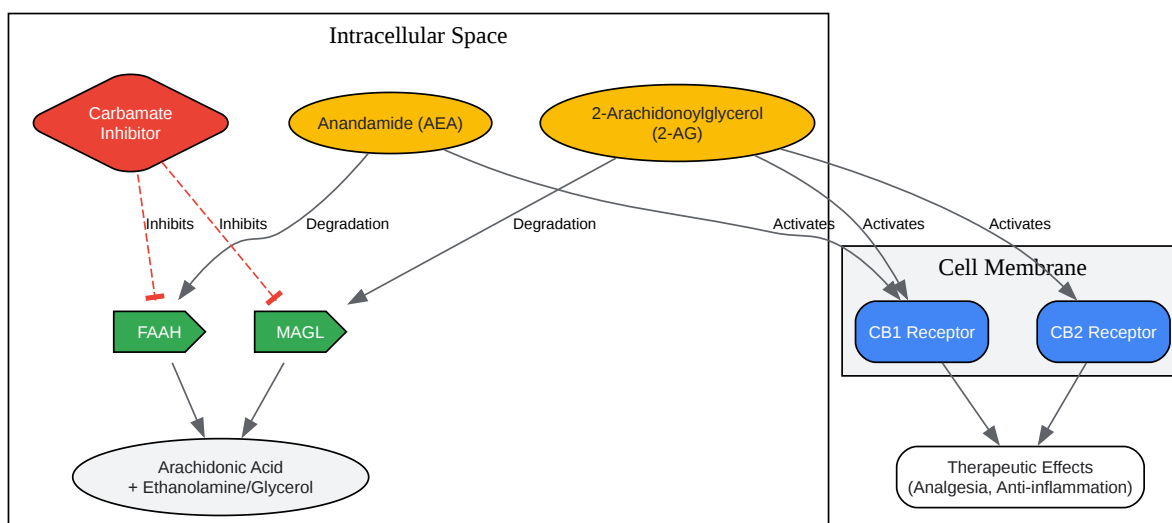 Intracellular Space
Carbamate
Inhibitor
Anandamide (AEA)
2-Arachidonoylglycerol
(2-AG)
Inhibits
Inhibits
Degradation
Degradation
Activates
Activates
Activates
Cell Membrane
FAAH
MAGL
CB1 Receptor
CB2 Receptor
Arachidonic Acid
+ Ethanolamine/Glycerol
Therapeutic Effects
(Analgesia, Anti-inflammation)